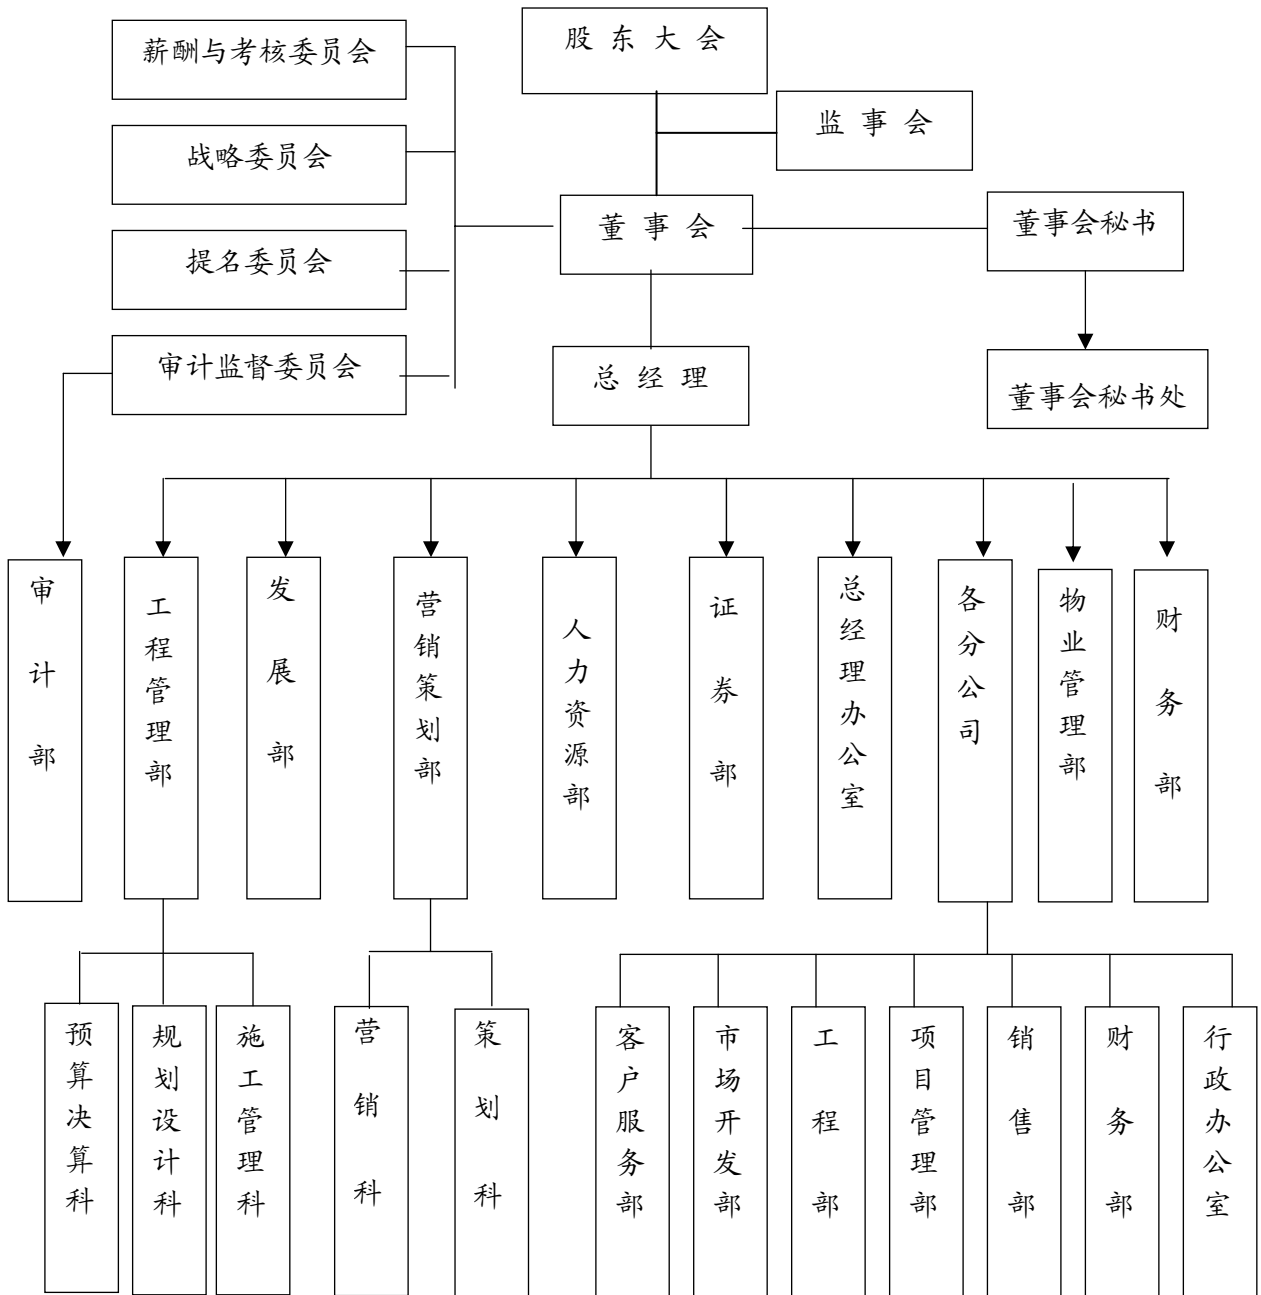 薪酬与考核委员会
股 东 大 会
监 事 会
战略委员会
董 事 会
董事会秘书
提名委员会
审计监督委员会
总 经 理
董事会秘书处
审计部
工程管理部
发展部
营销策划部
人力资源部
证券部
总经理办公室
各分公司
物业管理部
财务部
预算决算科
规划设计科
施工管理科
营销科
策划科
客户服务部
市场开发部
工程部
项目管理部
销售部
财务部
行政办公室